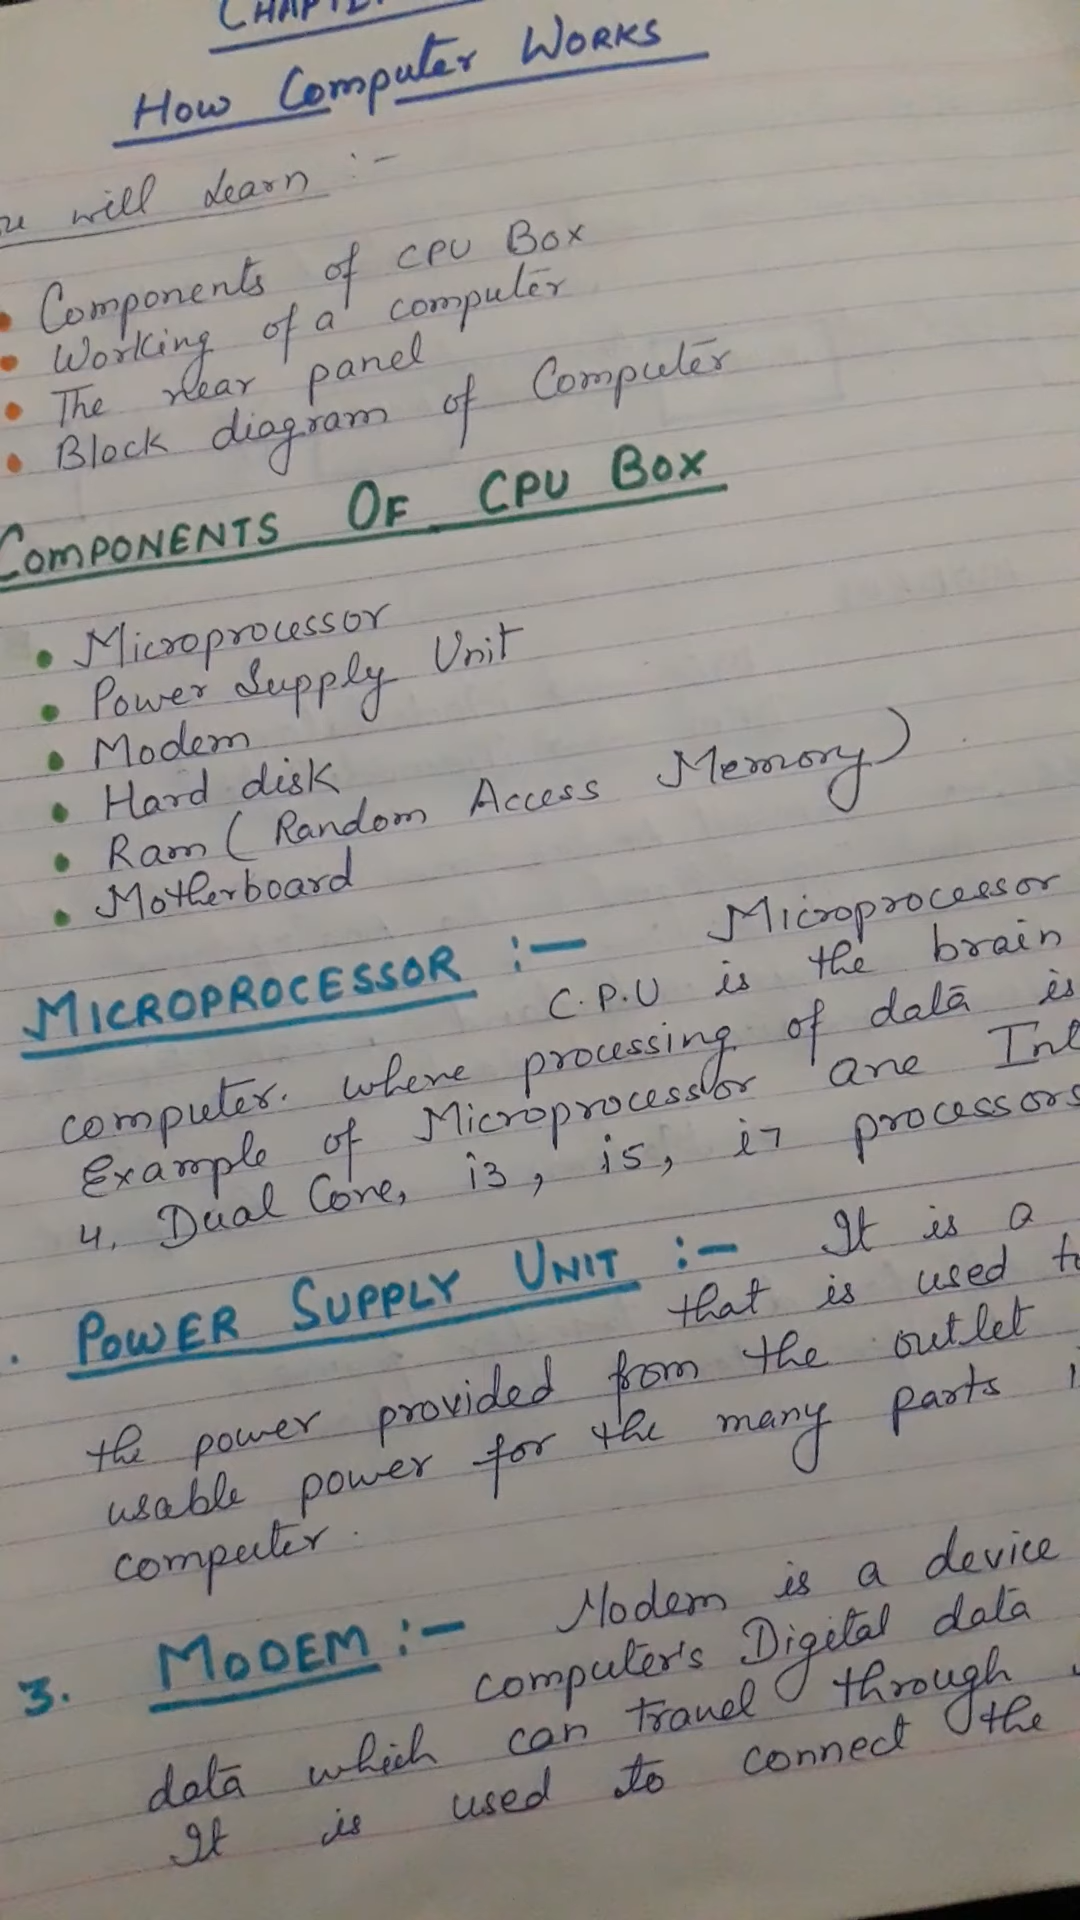 How Computer WORKS
will Learn :-
• Components of CPU Box
• Working of a computer
• The rear panel
• Block diagram of Computer
COMPONENTS OF CPU BOX
• Microprocessor
• Power Supply Unit
• Modem
• Hard disk
• Ram ( Random Access Memory)
• Motherboard
MICROPROCESSOR :- Microprocessor
C.P.U is the brain
computer. where processing of data is
Example of Microprocessor are
4, Dual Core, i3, i5, i7 processors
POWER SUPPLY UNIT :- It is a
that is used
the power provided from the outlet
usable power for the many parts
computer.
3. MODEM :- Modem is a device
computer's Digital data
data which can travel through
It is used to connect the